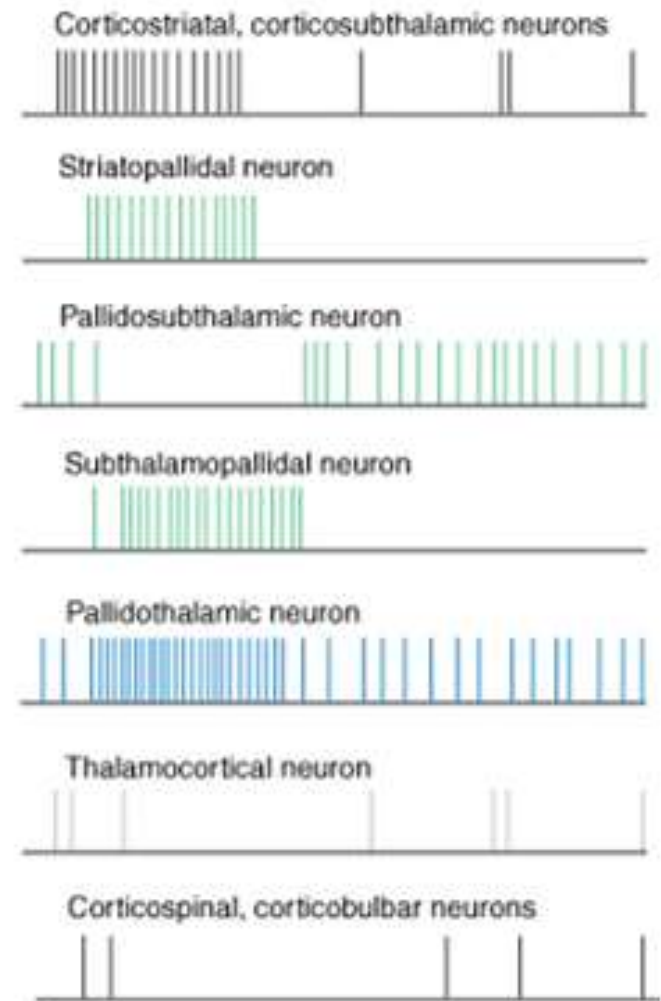 Corticostriatal, corticosubthalamic neurons
Striatopallidal neuron
Pallidosubthalamic neuron
Subthalamopallidal neuron
Pallidothalamic neuron
Thalamocortical neuron
Corticospinal, corticobulbar neurons